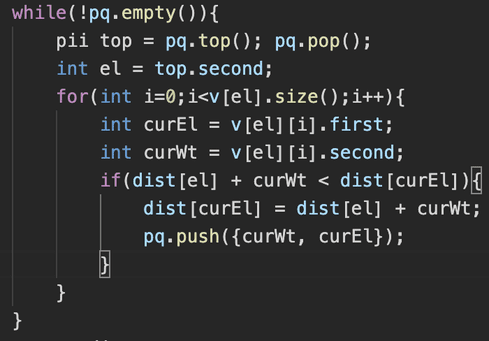 while(!pq.empty()){
    pii top = pq.top(); pq.pop();
    int el = top.second;
    for(int i=0;i<v[el].size();i++){
        int curEl = v[el][i].first;
        int curWt = v[el][i].second;
        if(dist[el] + curWt < dist[curEl]){
            dist[curEl] = dist[el] + curWt;
            pq.push({curWt, curEl});
        }
    }
}